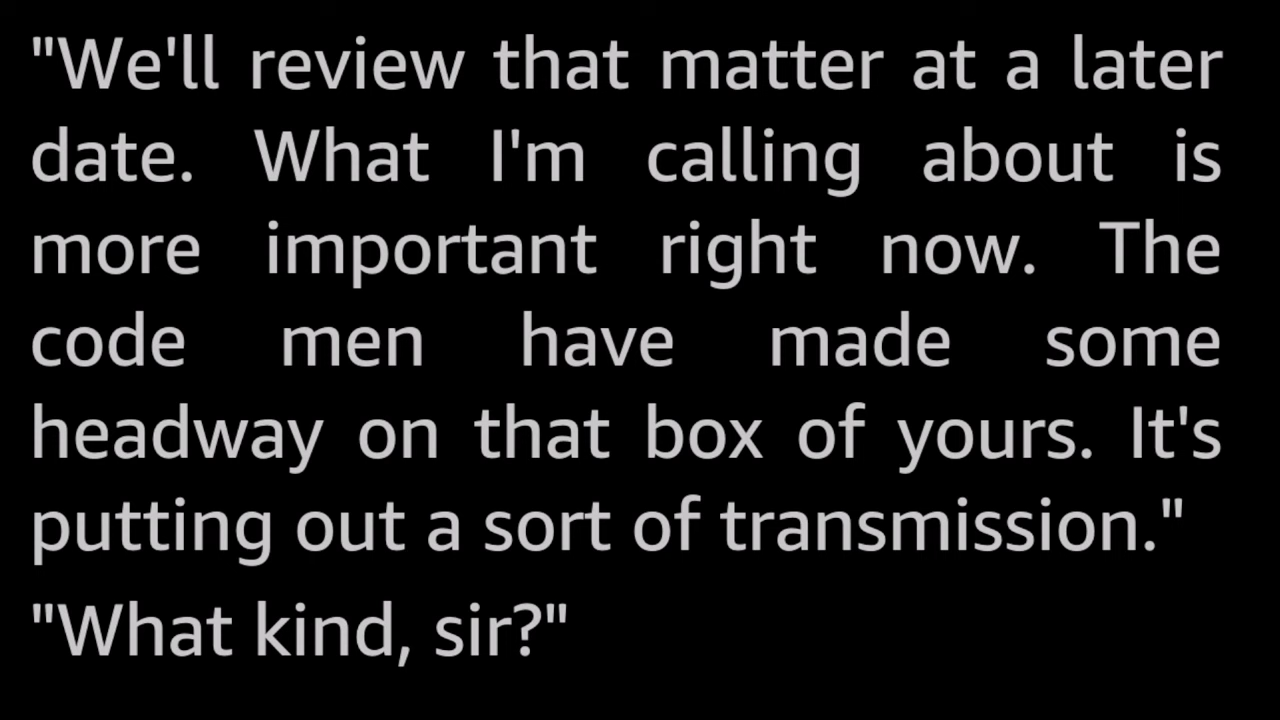 "We'll review that matter at a later
date. What I'm calling about is
more important right now. The
code men have made some
headway on that box of yours. It's
putting out a sort of transmission."
"What kind, sir?"